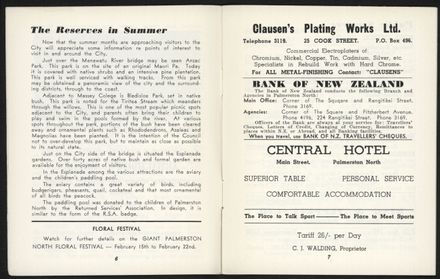 The Reserves in Summer
Now that the summer months are approaching visitors to the
City will appreciate some information re points of interest to
visit in and around the City.
Just over the Manawatu River bridge may be seen Anzac
Park. This park is on the site of an original Maori Pa. Today
it is covered with native shrubs and an intensive pine plantation.
This park is well served with walking tracks. From this park
may be obtained a panoramic view of the city and the surround-
ing districts, through to the coast.
Adjacent to Massey College is Bledisloe Park, set in native
bush. This park is noted for the Tiritea Stream which meanders
through the willows. This is one of the most popular picnic spots
adjacent to the City, and parents often bring their children to
play and swim in the pools formed by the river. At various
spots throughout the park portions of the bush have been cleared
away and ornamental plants such as Rhododendrons, Azaleas and
Magnolias have been planted. It is the intention of the Council
not to over-develop this park, but to maintain as close as possible
to its natural state.
Just on the City side of the bridge is situated the Esplanade
gardens. Over forty acres of native bush and formal garden are
available for the enjoyment of visitors.
In the Esplanade among the various attractions are the aviary
and the children's paddling pool.
The aviary contains a great variety of birds, including
budgerigars, pheasants, quail, cockateel and that most ornamental
of all birds the peacock.
The paddling pool was donated to the children of Palmerston
North by the Returned Services' Association. In design, it is
similar to the form of the R.S.A. badge.
FLORAL FESTIVAL
Watch for further details on the GIANT PALMERSTON
NORTH FLORAL FESTIVAL — February 15th to February 22nd.
6
Clausen's Plating Works Ltd.
Telephone 3119. 25 COOK STREET. P.O. Box 486.
Commercial Electroplaters of:
Chromium, Nickel, Copper, Tin, Cadmium, Silver, etc.
Specialists in Rebuild Work with Hard Chrome.
For ALL METAL-FINISHING Contact: "CLAUSENS"
BANK OF NEW ZEALAND
The Bank of New Zealand conducts the following Branch and
Agencies in Palmerston North:
Main Office: Corner of The Square and Rangitikei Street,
Phone 3169.
Agencies: Corner of The Square and Fitzherbert Avenue,
Phone 4196, 224 Rangitikei Street, Phone 3169.
Officers of the Bank are always at your service for: Travellers'
Cheques, Letters of Credit, Changing of Currency, Remittances to
places within N.Z. or Abroad, and all Banking facilities.
When you travel, use BANK OF N.Z. TRAVELLERS' CHEQUES.
CENTRAL HOTEL
Main Street, Palmerston North
SUPERIOR TABLE PERSONAL SERVICE
COMFORTABLE ACCOMMODATION
The Place to Talk Sport — The Place to Meet Sports
Tariff 26/- per Day
C. J. WALDING, Proprietor
7